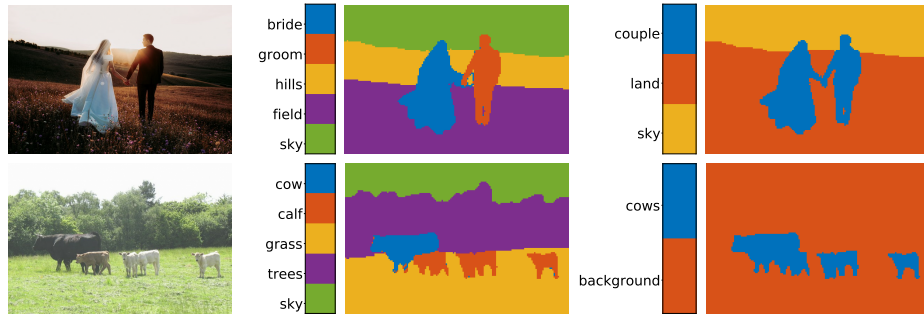 bride
groom
hills
field
sky
couple
land
sky
cow
calf
grass
trees
sky
cows
background